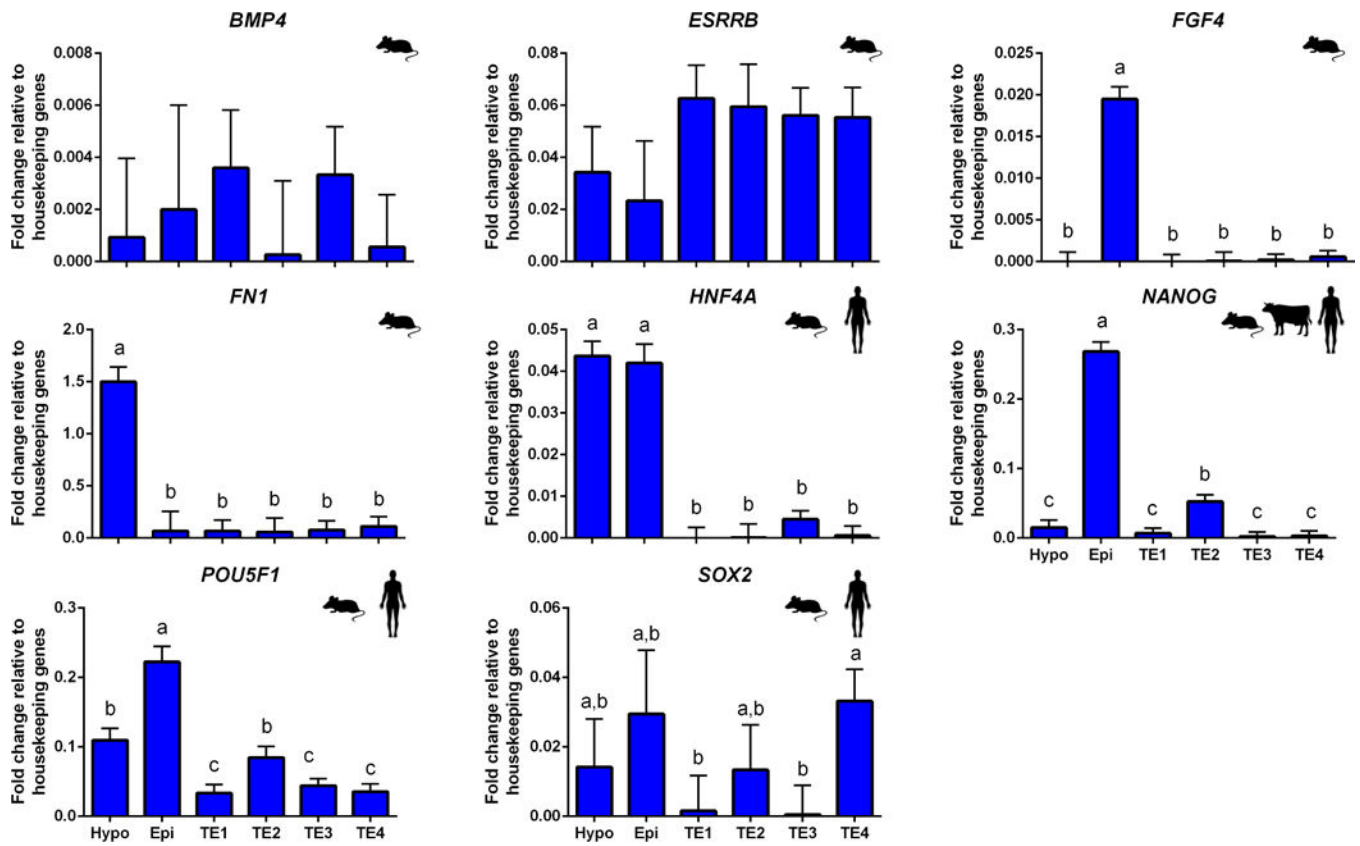 BMP4
Fold change relative to
housekeeping genes
0.008
0.006
0.004
0.002
0.000
ESRRB
Fold change relative to
housekeeping genes
0.08
0.06
0.04
0.02
0.00
FGF4
Fold change relative to
housekeeping genes
0.025
0.020
0.015
0.010
0.005
0.000
b a b b b b
FN1
Fold change relative to
housekeeping genes
2.0
1.5
1.0
0.5
0.0
a b b b b b
HNF4A
Fold change relative to
housekeeping genes
0.05
0.04
0.03
0.02
0.01
0.00
a a b b b b
NANOG
Fold change relative to
housekeeping genes
0.3
0.2
0.1
0.0
c a c b c c
Hypo Epi TE1 TE2 TE3 TE4
POU5F1
Fold change relative to
housekeeping genes
0.3
0.2
0.1
0.0
b a c b c c
Hypo Epi TE1 TE2 TE3 TE4
SOX2
Fold change relative to
housekeeping genes
0.06
0.04
0.02
0.00
a,b a,b b a,b b a
Hypo Epi TE1 TE2 TE3 TE4